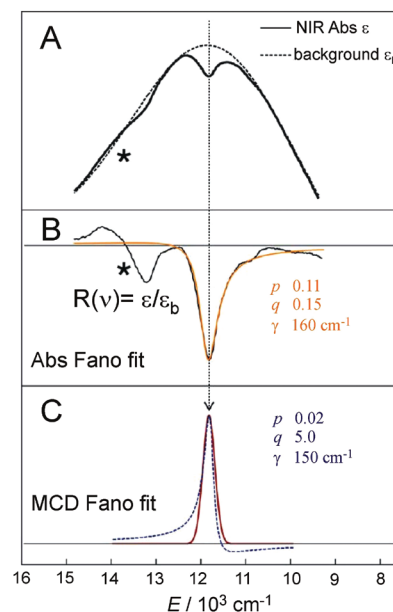 A
NIR Abs ε
background ε
*
B
*
R(ν)= ε/εb
p 0.11
q 0.15
γ 160 cm-1
Abs Fano fit
C
p 0.02
q 5.0
γ 150 cm-1
MCD Fano fit
16 15 14 13 12 11 10 9 8
E / 103 cm-1